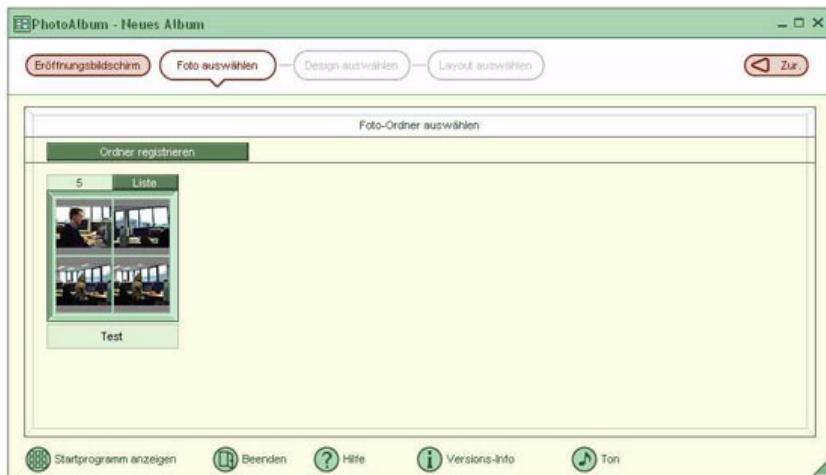 PhotoAlbum - Neues Album
Eröffnungsbildschirm Foto auswählen Design auswählen Layout auswählen Zur.
Foto-Ordner auswählen
Ordner registrieren
5 Liste
Test
Startprogramm anzeigen Beenden Hilfe Versions-Info Ton